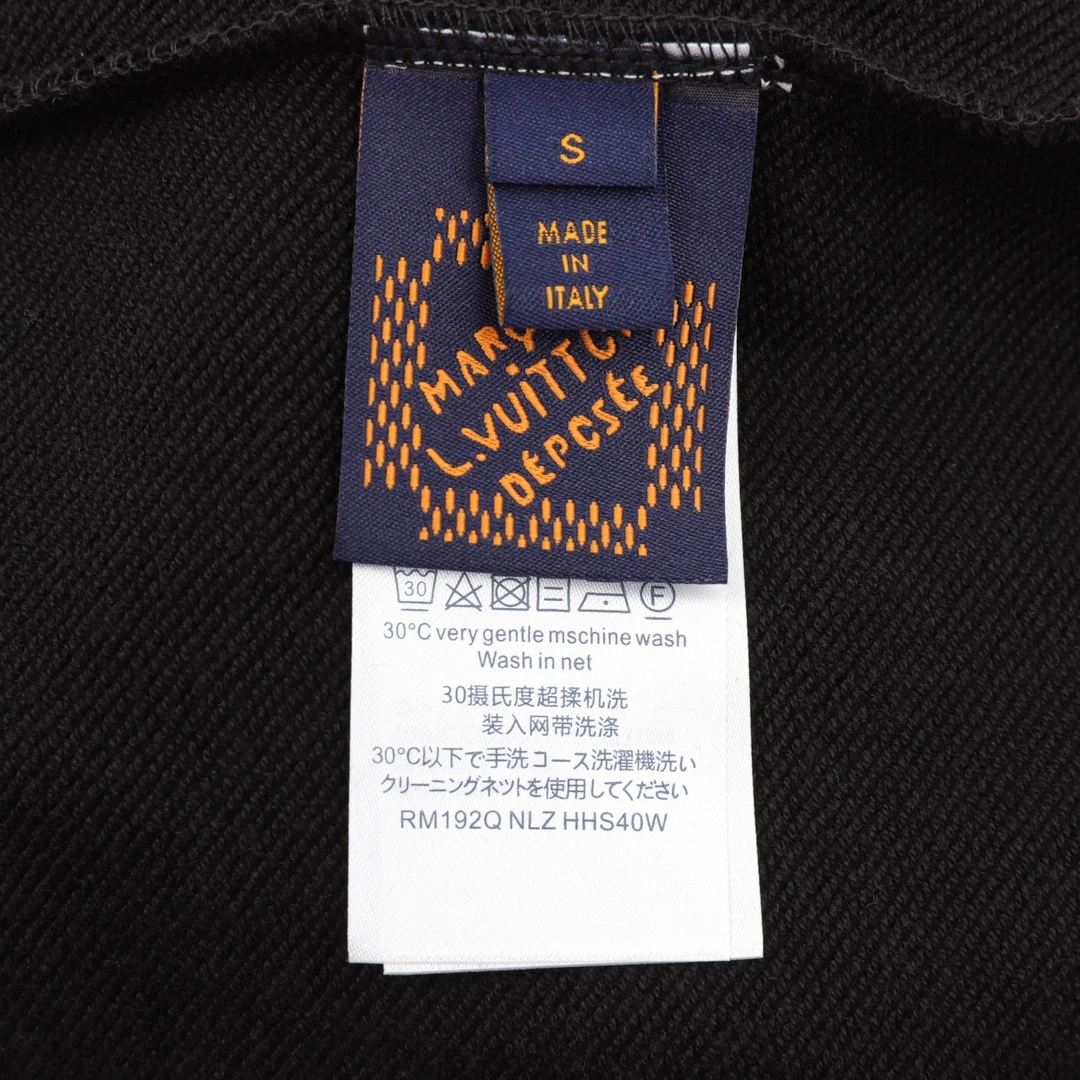 S
MADE
IN
ITALY
L.VUITTO
DÉPOSÉE
30
F
30°C very gentle mschine wash
Wash in net
30摄氏度超揉机洗
装入网带洗涤
30°C以下で手洗コース洗濯機洗い
クリーニングネットを使用してください
RM192Q NLZ HHS40W